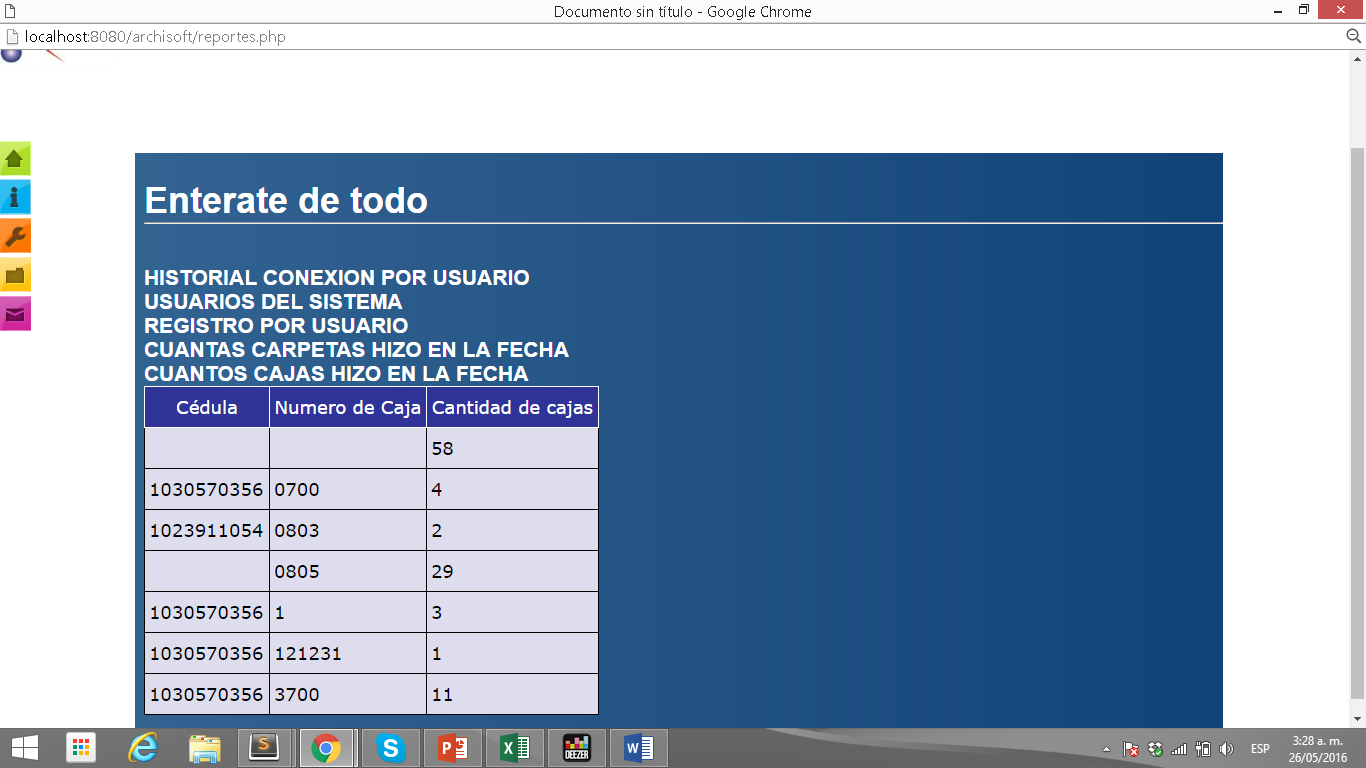 Documento sin título - Google Chrome
localhost:8080/archisoft/reportes.php
Enterate de todo
HISTORIAL CONEXION POR USUARIO
USUARIOS DEL SISTEMA
REGISTRO POR USUARIO
CUANTAS CARPETAS HIZO EN LA FECHA
CUANTOS CAJAS HIZO EN LA FECHA
Cédula Numero de Caja Cantidad de cajas
58
1030570356 0700 4
1023911054 0803 2
0805 29
1030570356 1 3
1030570356 121231 1
1030570356 3700 11
DEEZER
ESP
3:28 a. m.
26/05/2016